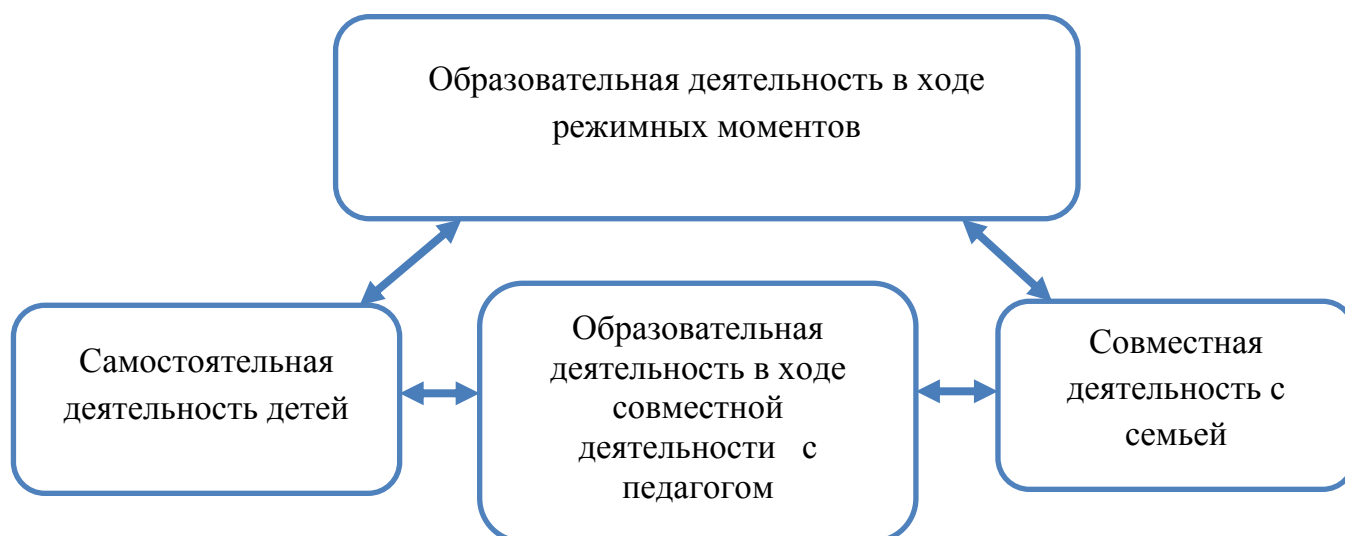 Образовательная деятельность в ходе
режимных моментов
Самостоятельная
деятельность детей
Образовательная
деятельность в ходе
совместной
деятельности с
педагогом
Совместная
деятельность с
семьей